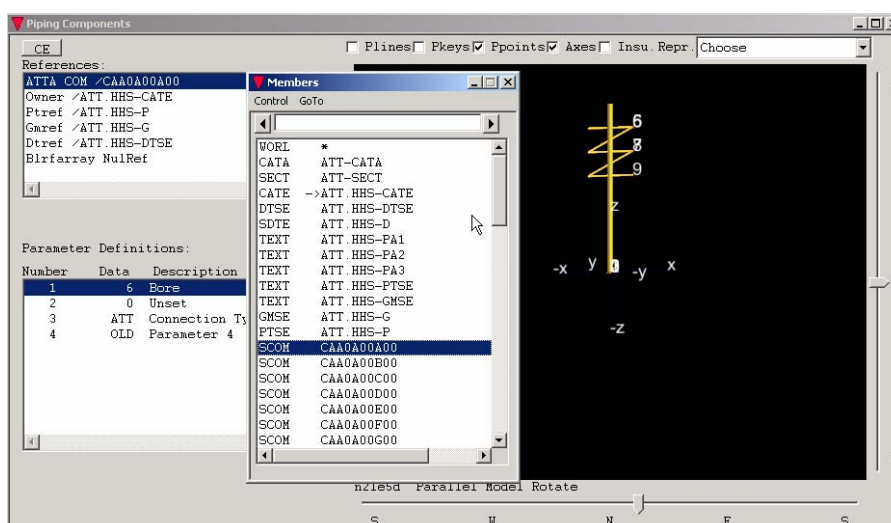 Piping Components
CE
Plines Pkeys Ppoints Axes Insu. Repr. Choose
References:
ATTA COM /CAA0A00A00
Owner /ATT.HHS-CATE
Ptref /ATT.HHS-P
Gmref /ATT.HHS-G
Dtref /ATT.HHS-DTSE
Blrfarray NulRef
Parameter Definitions:
Number Data Description
1 6 Bore
2 0 Unset
3 ATT Connection Ty
4 OLD Parameter 4
Members
Control GoTo
WORL *
CATA ATT-CATA
SECT ATT-SECT
CATE ->ATT.HHS-CATE
DTSE ATT.HHS-DTSE
SDTE ATT.HHS-D
TEXT ATT.HHS-PA1
TEXT ATT.HHS-PA2
TEXT ATT.HHS-PA3
TEXT ATT.HHS-PTSE
TEXT ATT.HHS-GMSE
GMSE ATT.HHS-G
PTSE ATT.HHS-P
SCOM CAA0A00A00
SCOM CAA0A00B00
SCOM CAA0A00C00
SCOM CAA0A00D00
SCOM CAA0A00E00
SCOM CAA0A00F00
SCOM CAA0A00G00
6
8
9
z
-x y -y x
-z
Parallel Model Rotate
S W N E S